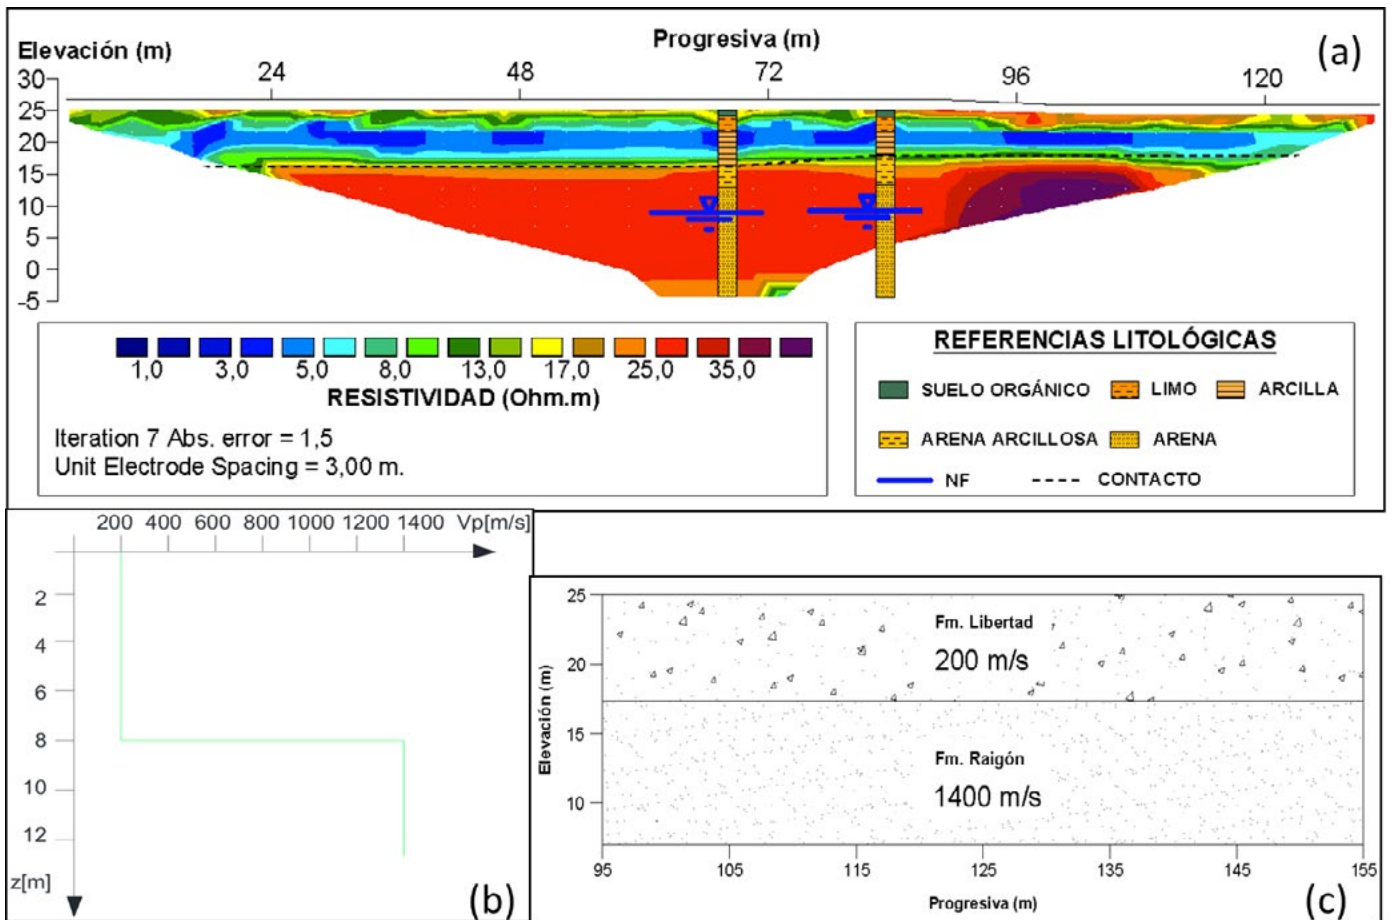 Elevación (m)
Progresiva (m)
(a)
24 48 72 96 120
30
25
20
15
10
5
0
-5
1,0 3,0 5,0 8,0 13,0 17,0 25,0 35,0
RESISTIVIDAD (Ohm.m)
Iteration 7 Abs. error = 1,5
Unit Electrode Spacing = 3,00 m.
REFERENCIAS LITOLÓGICAS
SUELO ORGÁNICO LIMO ARCILLA
ARENA ARCILLOSA ARENA
NF CONTACTO
200 400 600 800 1000 1200 1400 Vp[m/s]
2
4
6
8
10
12
z[m]
(b)
25
20
15
10
Elevación (m)
Fm. Libertad
200 m/s
Fm. Raigón
1400 m/s
95 105 115 125 135 145 155
Progresiva (m)
(c)